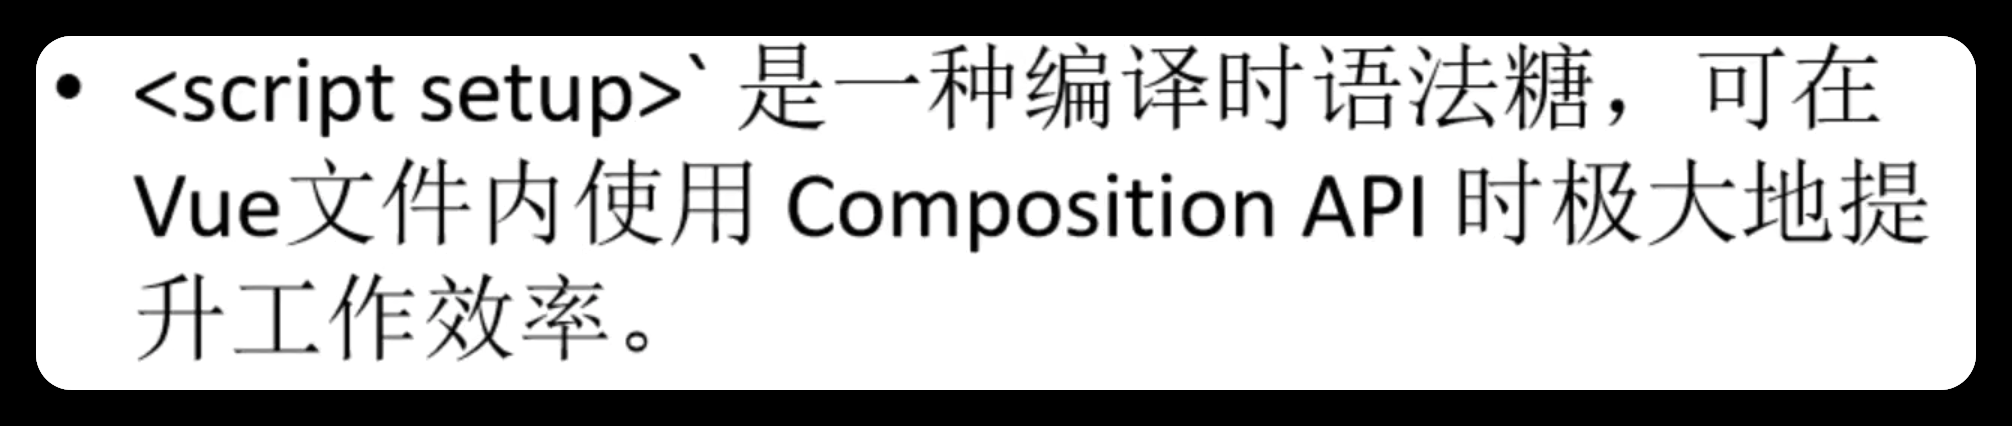 • <script setup>` 是一种编译时语法糖，可在
Vue文件内使用 Composition API 时极大地提
升工作效率。